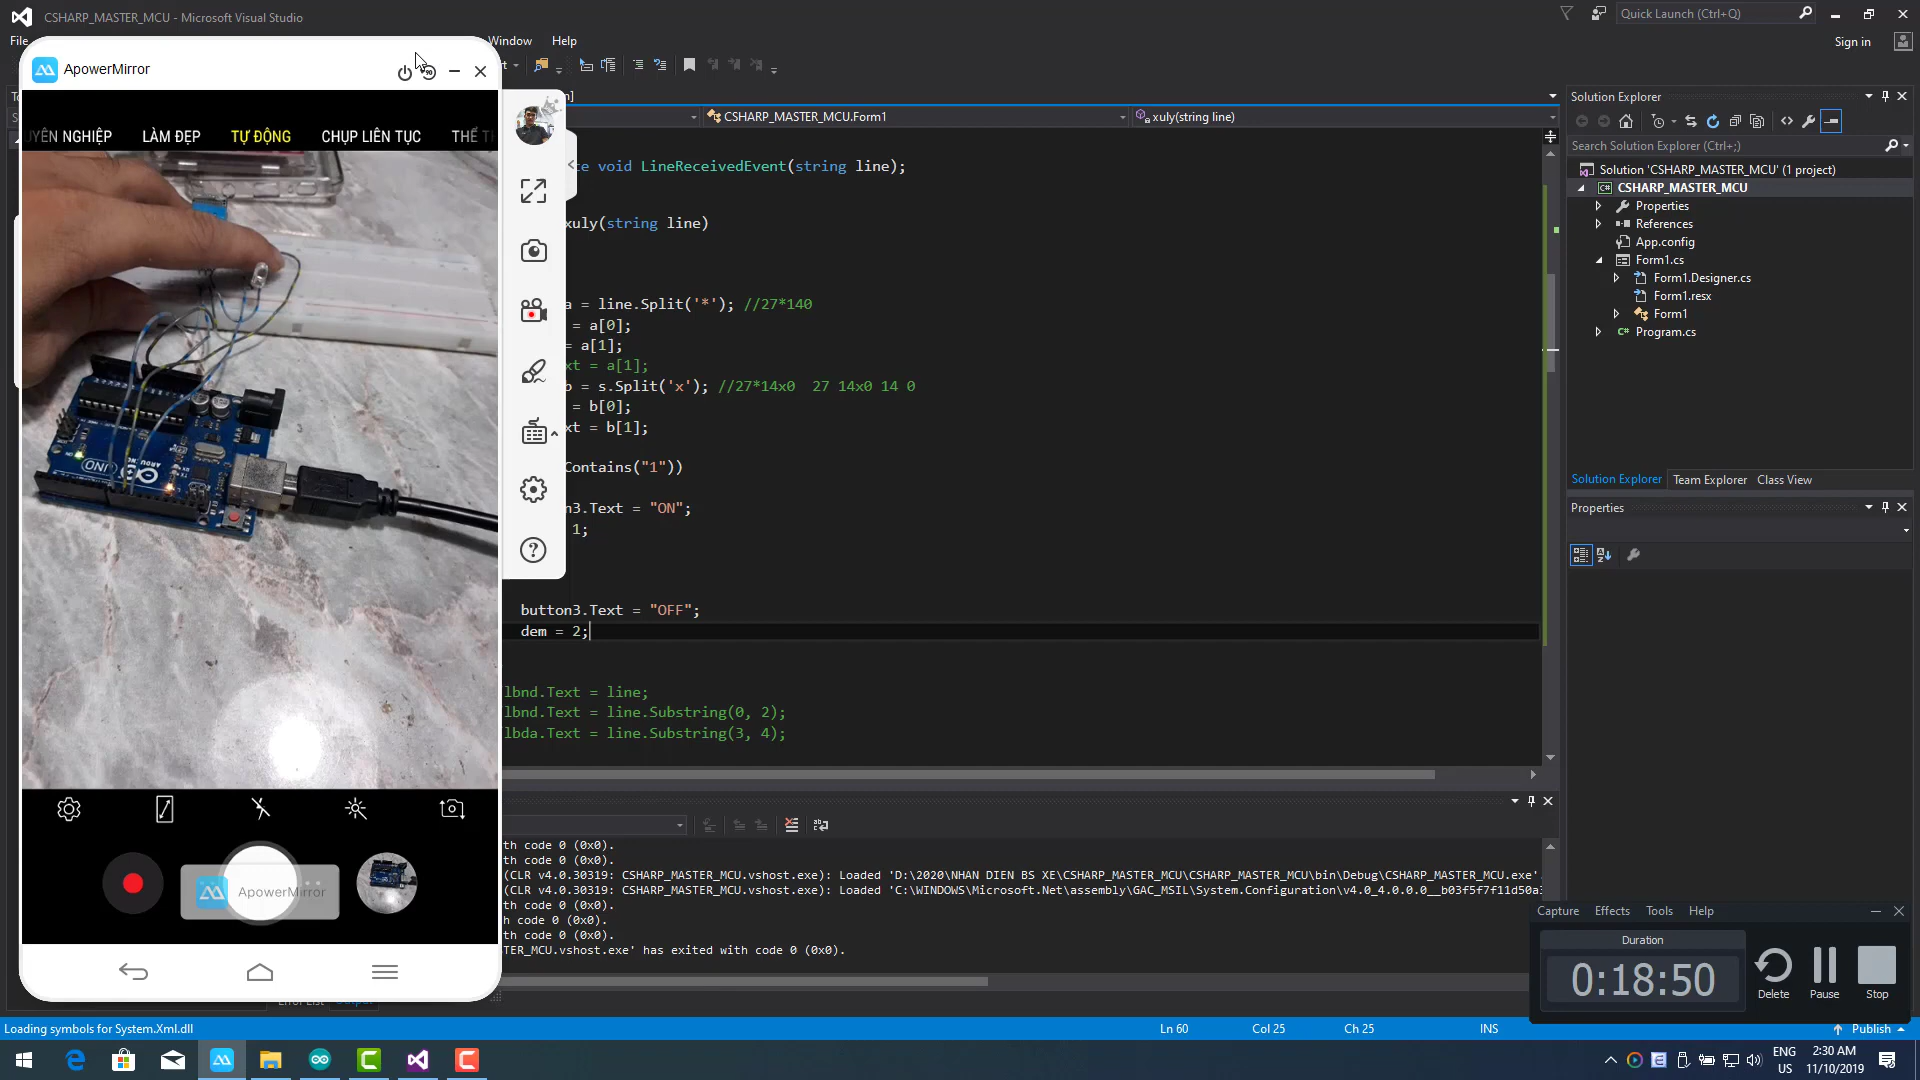 CSHARP_MASTER_MCU - Microsoft Visual Studio
Quick Launch (Ctrl+Q)
File
Window
Help
Sign in
ApowerMirror
UYÊN NGHIỆP
LÀM ĐẸP
TỰ ĐỘNG
CHỤP LIÊN TỤC
CSHARP_MASTER_MCU.Form1
xuly(string line)
te void LineReceivedEvent(string line);
xuly(string line)
a = line.Split('*'); //27*140
= a[0];
= a[1];
xt = a[1];
b = s.Split('x'); //27*14x0  27 14x0 14 0
= b[0];
xt = b[1];
Contains("1"))
n3.Text = "ON";
1;
button3.Text = "OFF";
dem = 2;
lbnd.Text = line;
lbnd.Text = line.Substring(0, 2);
lbda.Text = line.Substring(3, 4);
UNO
Solution Explorer
Search Solution Explorer (Ctrl+;)
Solution 'CSHARP_MASTER_MCU' (1 project)
CSHARP_MASTER_MCU
Properties
References
App.config
Form1.cs
Form1.Designer.cs
Form1.resx
Form1
Program.cs
Solution Explorer
Team Explorer
Class View
Properties
th code 0 (0x0).
th code 0 (0x0).
(CLR v4.0.30319: CSHARP_MASTER_MCU.vshost.exe): Loaded 'D:\2020\NHAN DIEN BS XE\CSHARP_MASTER_MCU\CSHARP_MASTER_MCU\bin\Debug\CSHARP_MASTER_MCU.exe'
(CLR v4.0.30319: CSHARP_MASTER_MCU.vshost.exe): Loaded 'C:\WINDOWS\Microsoft.Net\assembly\GAC_MSIL\System.Configuration\v4.0_4.0.0.0__b03f5f7f11d50a3
th code 0 (0x0).
h code 0 (0x0).
th code 0 (0x0).
TER_MCU.vshost.exe' has exited with code 0 (0x0).
ApowerMirror
Capture
Effects
Tools
Help
Duration
0:18:50
Delete
Pause
Stop
Loading symbols for System.Xml.dll
Ln 60
Col 25
Ch 25
INS
Publish
ENG
US
2:30 AM
11/10/2019